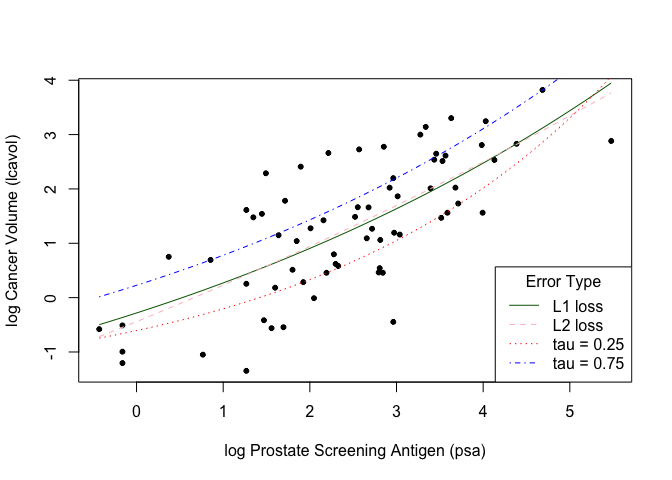 4
3
2
1
0
-1
log Cancer Volume (lcavol)
Error Type
L1 loss
L2 loss
tau = 0.25
tau = 0.75
0 1 2 3 4 5
log Prostate Screening Antigen (psa)